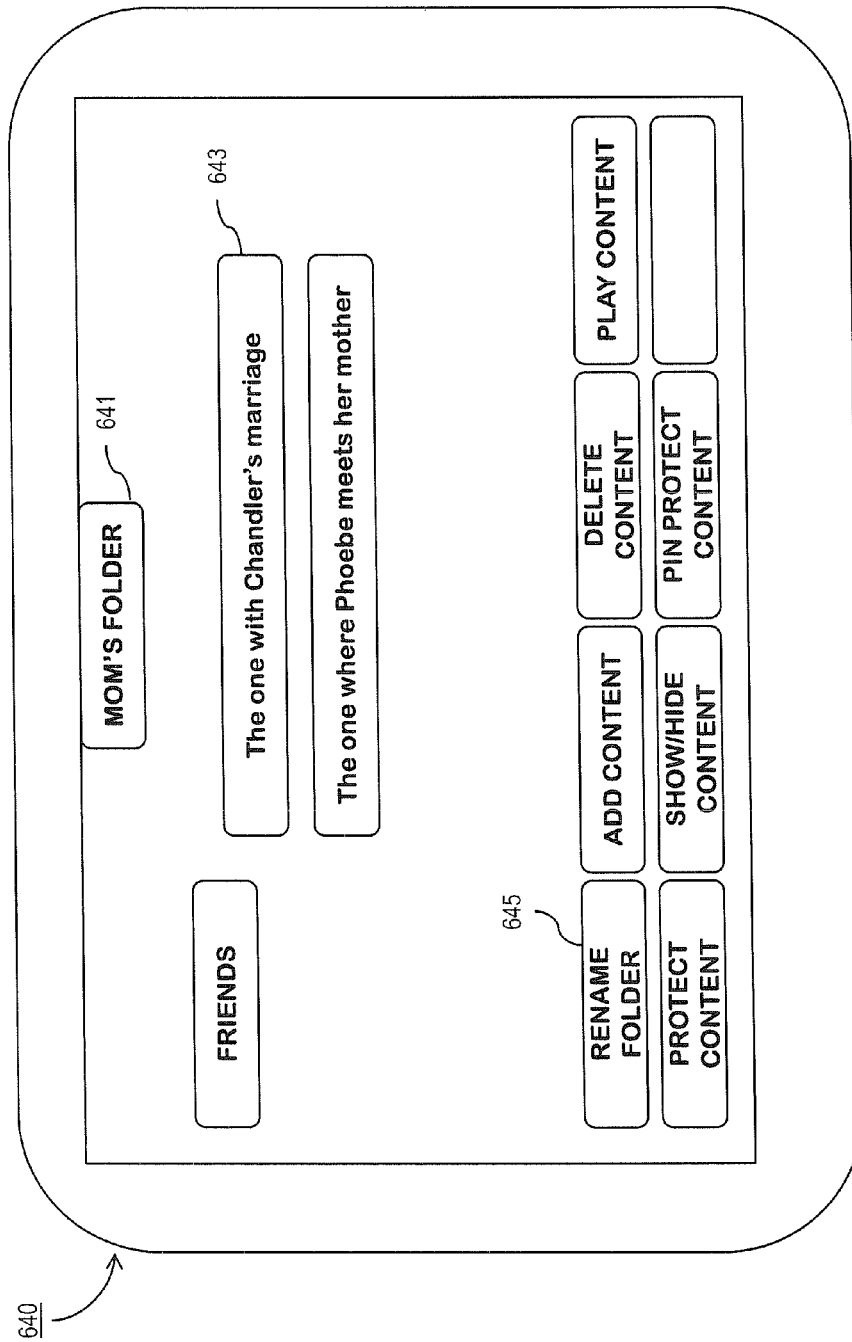 640
MOM'S FOLDER
641
FRIENDS
The one with Chandler's marriage
643
The one where Phoebe meets her mother
645
RENAME
FOLDER
ADD CONTENT
DELETE
CONTENT
PLAY CONTENT
PROTECT
CONTENT
SHOW/HIDE
CONTENT
PIN PROTECT
CONTENT